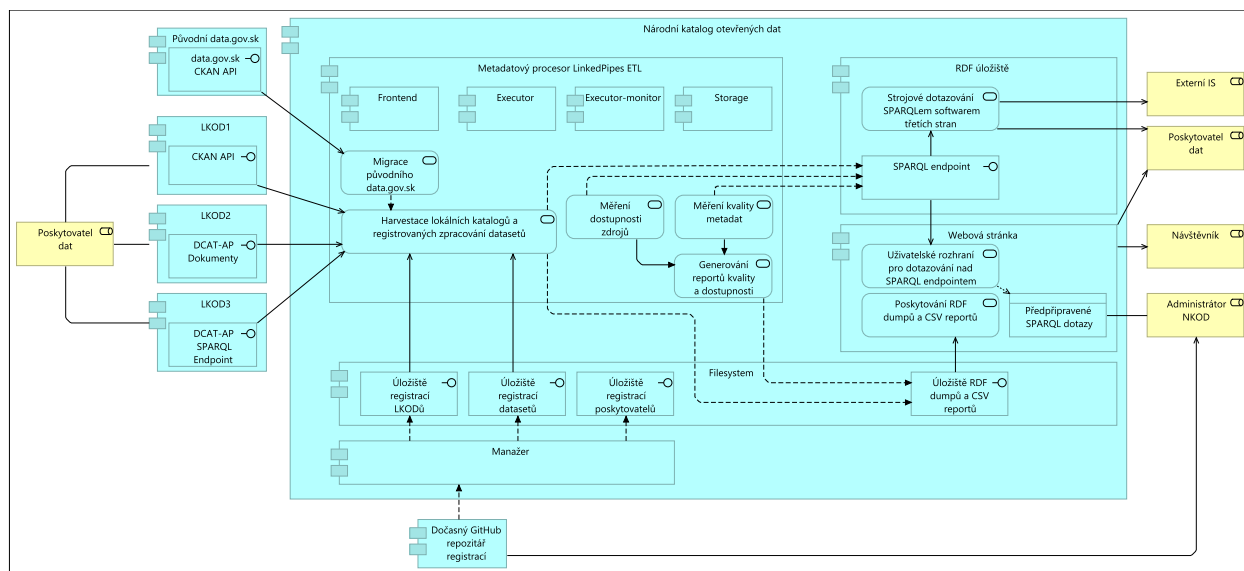 Národní katalog otevřených dat
Původní data.gov.sk
data.gov.sk
CKAN API
LKOD1
CKAN API
LKOD2
DCAT-AP
Dokumenty
LKOD3
DCAT-AP
SPARQL
Endpoint
Poskytovatel
dat
Metadatový procesor LinkedPipes ETL
Frontend
Executor
Executor-monitor
Storage
Migrace
původního
data.gov.sk
Harvestace lokálních katalogů a
registrovaných zpracování datasetů
Měření
dostupnosti
zdrojů
Měření kvality
metadat
Generování
reportů kvality
a dostupnosti
RDF úložiště
Strojové dotazování
SPARQLem softwarem
třetích stran
SPARQL endpoint
Webová stránka
Uživatelské rozhraní
pro dotazování nad
SPARQL endpointem
Poskytování RDF
dumpů a CSV reportů
Předpřipravené
SPARQL dotazy
Externí IS
Poskytovatel
dat
Návštěvník
Administrátor
NKOD
Filesystem
Úložiště
registrací
LKODů
Úložiště
registrací
datasetů
Úložiště
registrací
poskytovatelů
Úložiště RDF
dumpů a CSV
reportů
Manažer
Dočasný GitHub
repozitář
registrací